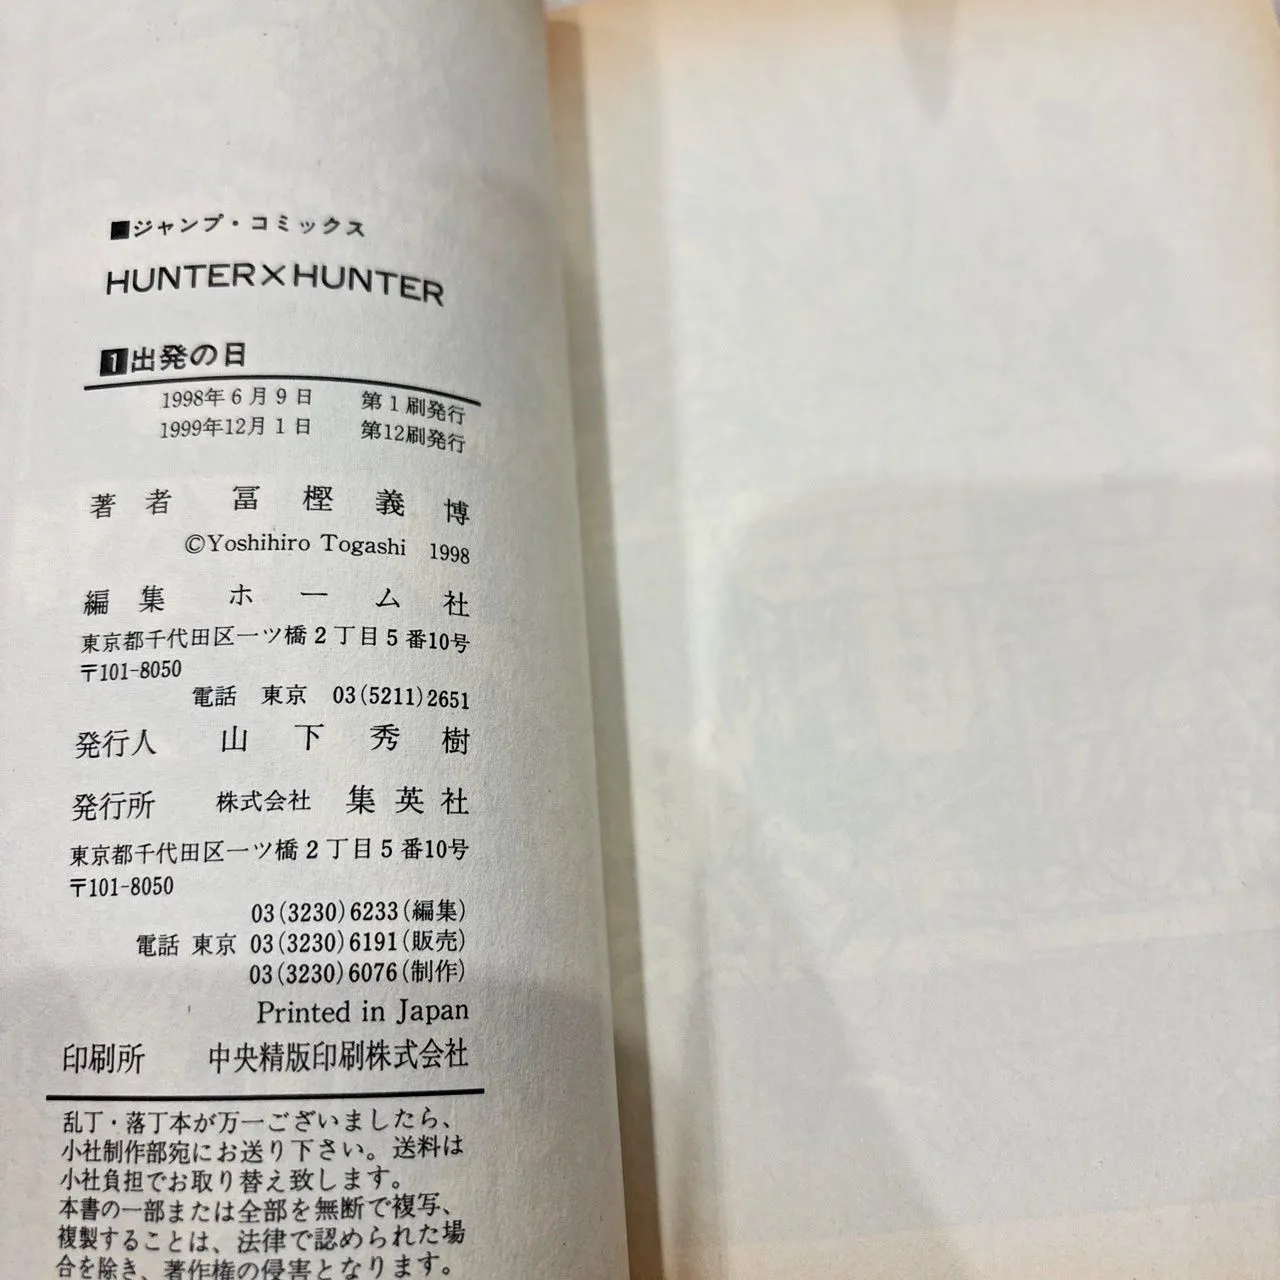 ■ジャンプ・コミックス
HUNTER×HUNTER
1出発の日
1998年6月9日 第1刷発行
1999年12月1日 第12刷発行
著者 冨樫義博
©Yoshihiro Togashi 1998
編集 ホーム社
東京都千代田区一ツ橋2丁目5番10号
〒101-8050
電話 東京 03(5211)2651
発行人 山下秀樹
発行所 株式会社 集英社
東京都千代田区一ツ橋2丁目5番10号
〒101-8050
03(3230)6233(編集)
電話 東京 03(3230)6191(販売)
03(3230)6076(制作)
Printed in Japan
印刷所 中央精版印刷株式会社
乱丁・落丁本が万一ございましたら、
小社制作部宛にお送り下さい。送料は
小社負担でお取り替え致します。
本書の一部または全部を無断で複写、
複製することは、法律で認められた場
合を除き、著作権の侵害となります。